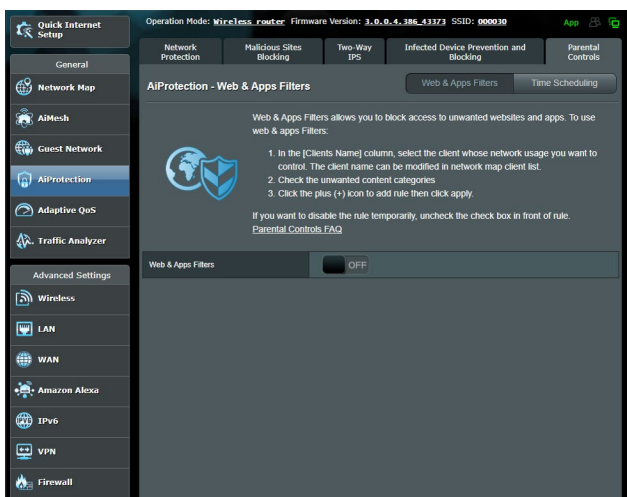 Quick Internet
Setup
Operation Mode: Wireless router Firmware Version: 3.0.0.4.386_43373 SSID: 000030
App
General
Network Map
AiMesh
Guest Network
AiProtection
Adaptive QoS
Traffic Analyzer
Advanced Settings
Wireless
LAN
WAN
Amazon Alexa
IPv6
VPN
Firewall
Network
Protection
Malicious Sites
Blocking
Two-Way
IPS
Infected Device Prevention and
Blocking
Parental
Controls
AiProtection - Web & Apps Filters
Web & Apps Filters
Time Scheduling
Web & Apps Filters allows you to block access to unwanted websites and apps. To use
web & apps Filters:
1. In the [Clients Name] column, select the client whose network usage you want to
control. The client name can be modified in network map client list.
2. Check the unwanted content categories
3. Click the plus (+) icon to add rule then click apply.
If you want to disable the rule temporarily, uncheck the check box in front of rule.
Parental Controls FAQ
Web & Apps Filters
OFF